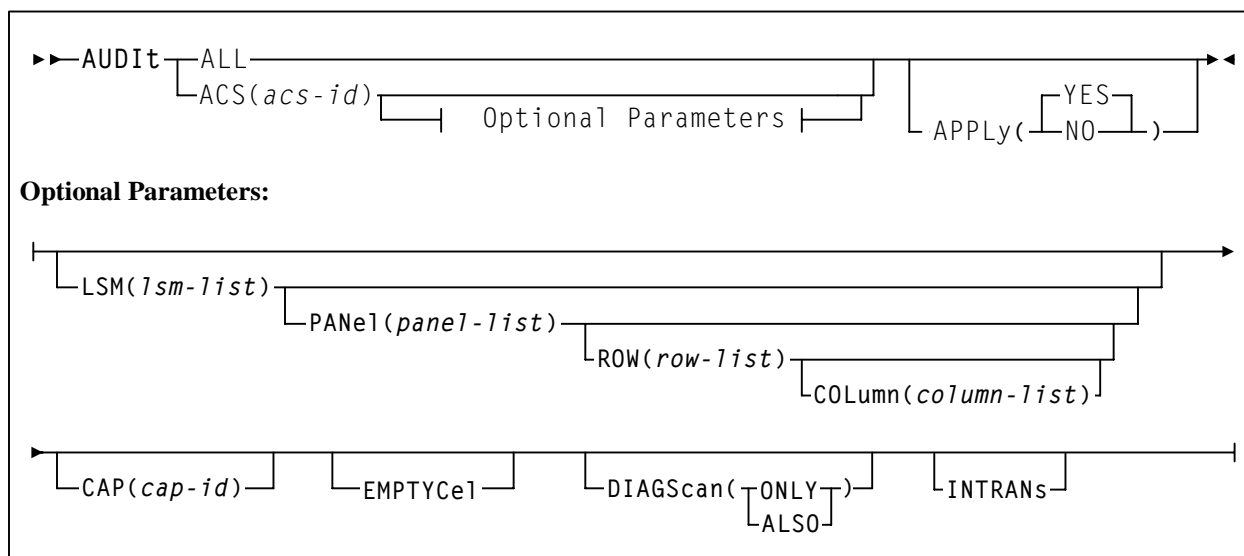 AUDIt ALL
ACS(acs-id)
Optional Parameters
YES
APPLy( NO )
Optional Parameters:
LSM(lsm-list)
PANel(panel-list)
ROW(row-list)
COLumn(column-list)
CAP(cap-id) EMPTYCel DIAGScan( ONLY ) INTRANs
ALSO